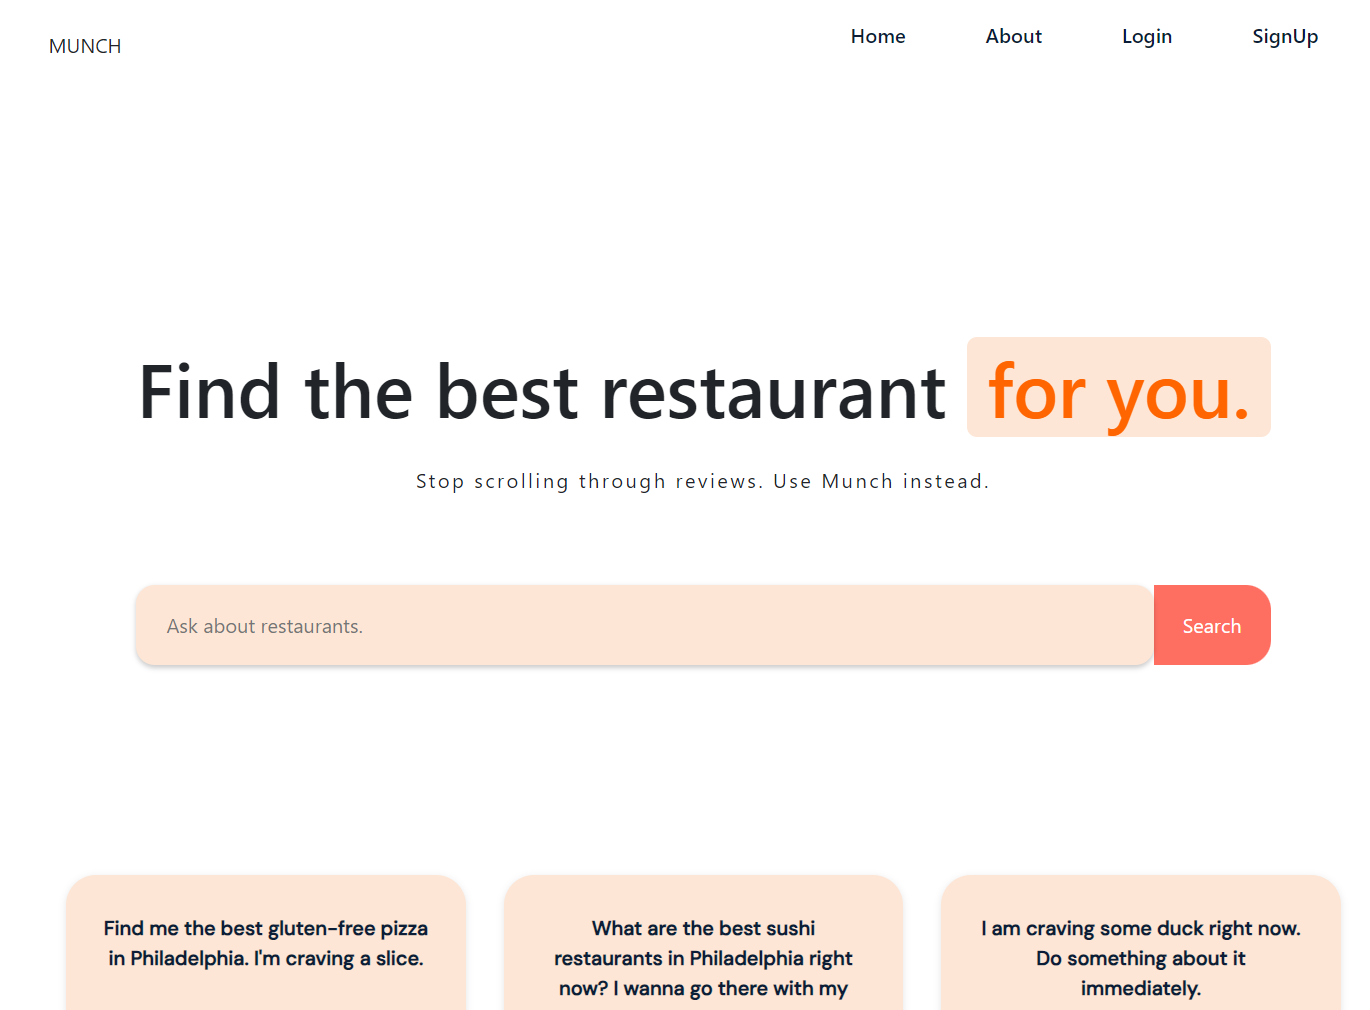 MUNCH
Home
About
Login
SignUp
Find the best restaurant for you.
Stop scrolling through reviews. Use Munch instead.
Ask about restaurants.
Search
Find me the best gluten-free pizza
in Philadelphia. I'm craving a slice.
What are the best sushi
restaurants in Philadelphia right
now? I wanna go there with my
I am craving some duck right now.
Do something about it
immediately.